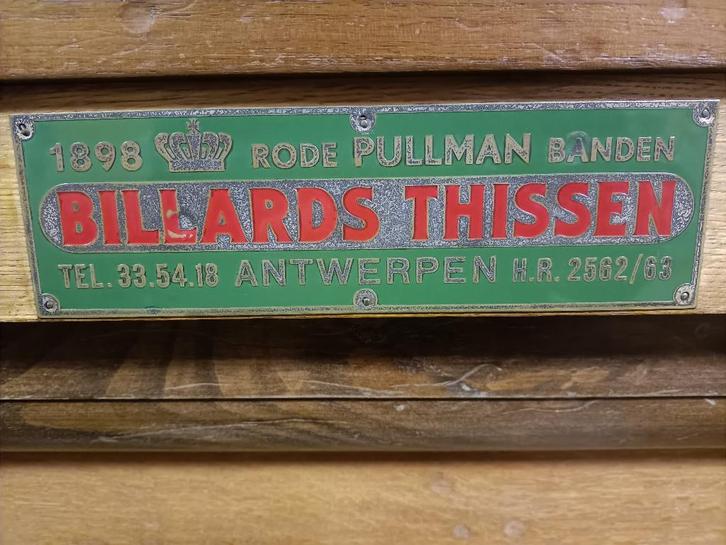 1898 RODE PULLMAN BANDEN
BILLARDS THISSEN
TEL. 33.54.18 ANTWERPEN H.R. 2562/63